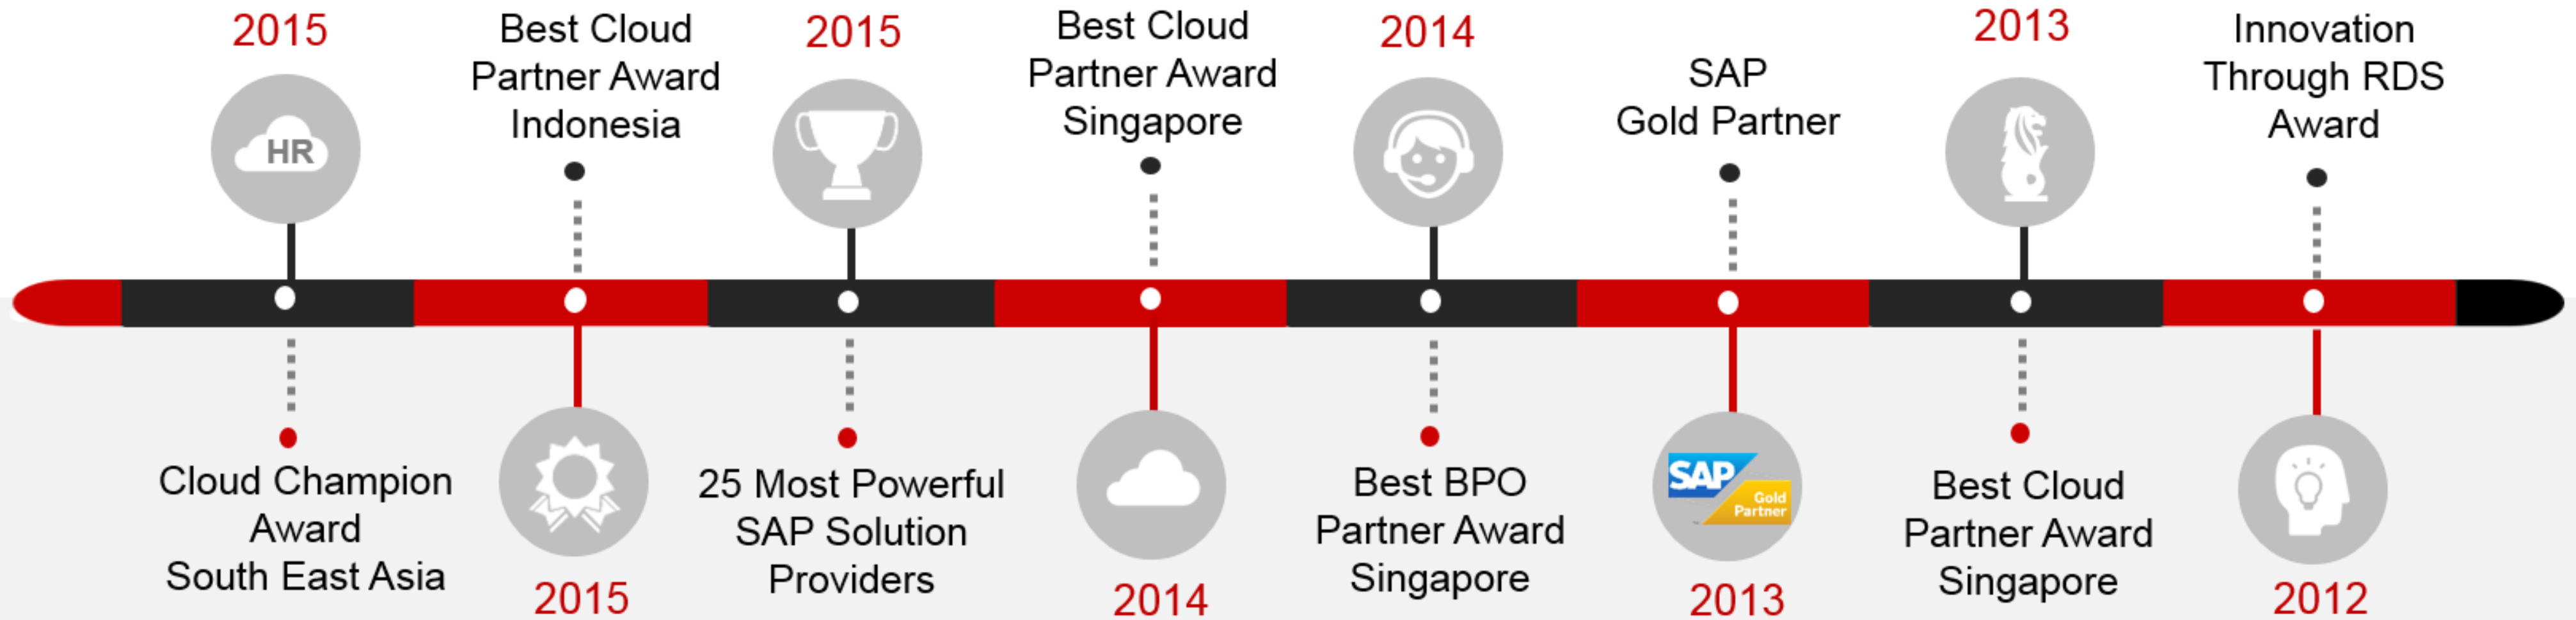 2015
HR
Cloud Champion
Award
South East Asia
Best Cloud
Partner Award
Indonesia
2015
2015
25 Most Powerful
SAP Solution
Providers
Best Cloud
Partner Award
Singapore
2014
2014
Best BPO
Partner Award
Singapore
SAP
Gold Partner
SAP
Gold
Partner
2013
2013
Best Cloud
Partner Award
Singapore
Innovation
Through RDS
Award
2012